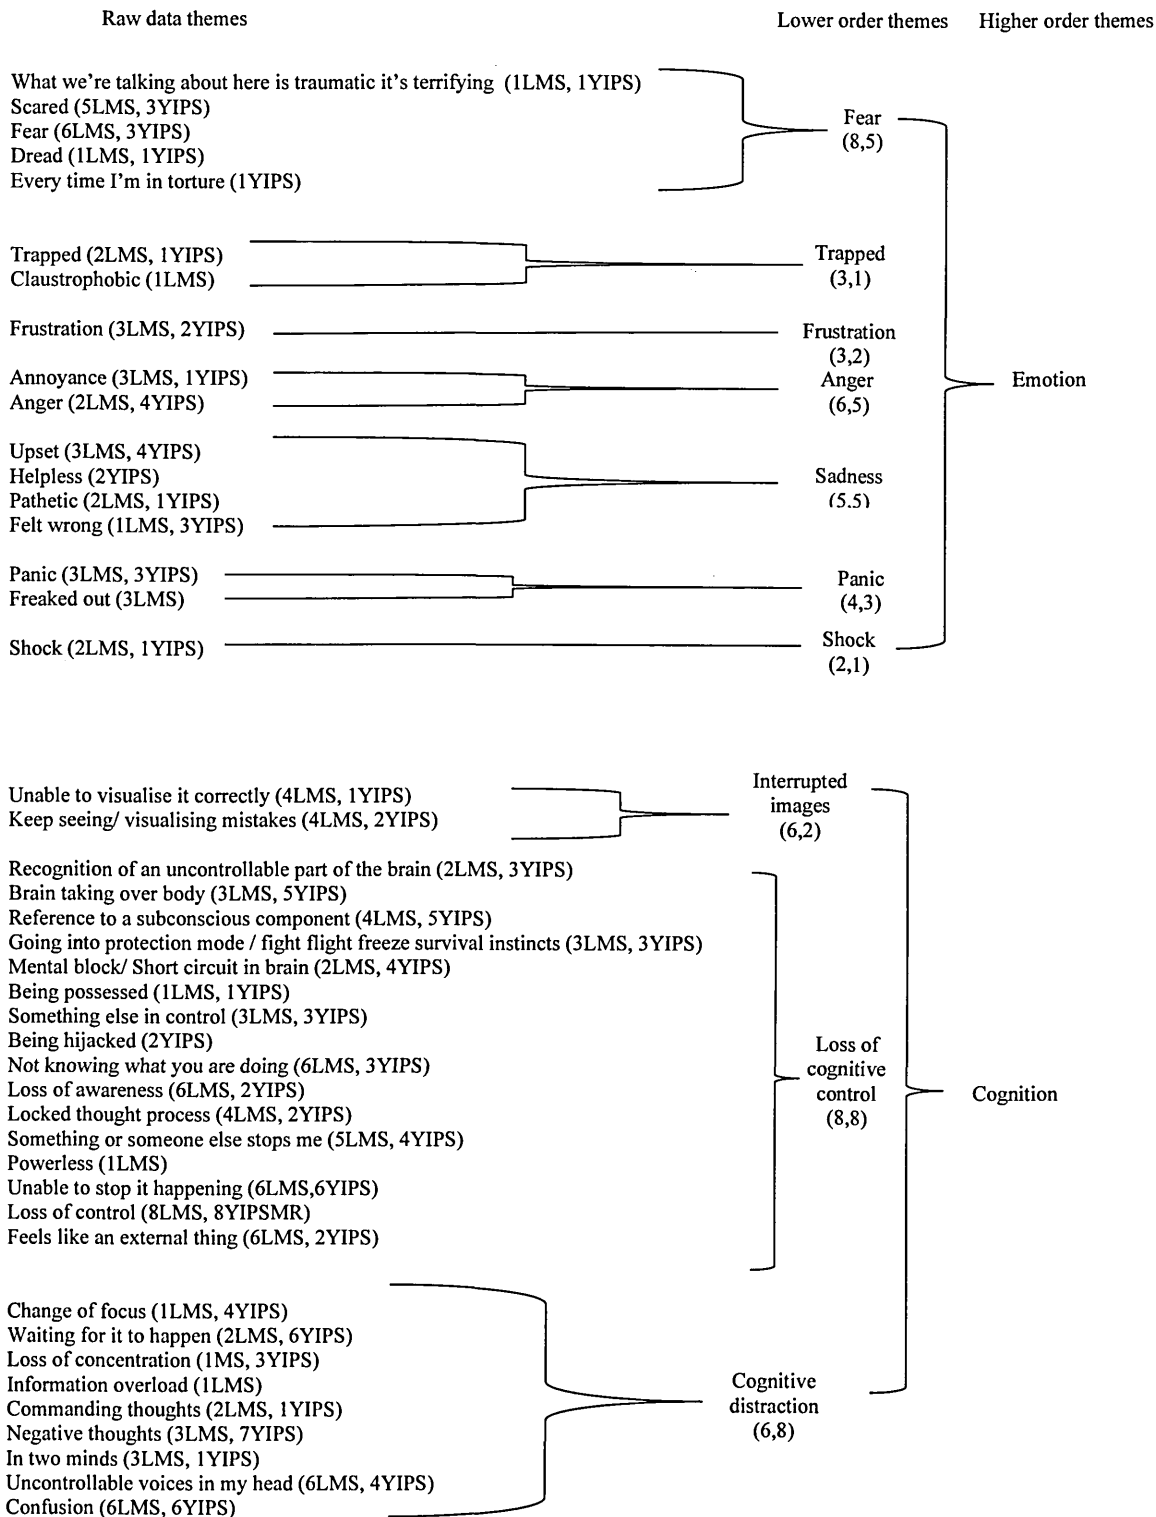 Raw data themes
Lower order themes
Higher order themes
What we're talking about here is traumatic it's terrifying (1LMS, 1YIPS)
Scared (5LMS, 3YIPS)
Fear (6LMS, 3YIPS)
Dread (1LMS, 1YIPS)
Every time I'm in torture (1YIPS)
Fear
(8,5)
Trapped (2LMS, 1YIPS)
Claustrophobic (1LMS)
Trapped
(3,1)
Frustration (3LMS, 2YIPS)
Frustration
(3,2)
Annoyance (3LMS, 1YIPS)
Anger (2LMS, 4YIPS)
Anger
(6,5)
Emotion
Upset (3LMS, 4YIPS)
Helpless (2YIPS)
Pathetic (2LMS, 1YIPS)
Felt wrong (1LMS, 3YIPS)
Sadness
(5,5)
Panic (3LMS, 3YIPS)
Freaked out (3LMS)
Panic
(4,3)
Shock (2LMS, 1YIPS)
Shock
(2,1)
Unable to visualise it correctly (4LMS, 1YIPS)
Keep seeing/ visualising mistakes (4LMS, 2YIPS)
Interrupted
images
(6,2)
Recognition of an uncontrollable part of the brain (2LMS, 3YIPS)
Brain taking over body (3LMS, 5YIPS)
Reference to a subconscious component (4LMS, 5YIPS)
Going into protection mode / fight flight freeze survival instincts (3LMS, 3YIPS)
Mental block/ Short circuit in brain (2LMS, 4YIPS)
Being possessed (1LMS, 1YIPS)
Something else in control (3LMS, 3YIPS)
Being hijacked (2YIPS)
Not knowing what you are doing (6LMS, 3YIPS)
Loss of awareness (6LMS, 2YIPS)
Locked thought process (4LMS, 2YIPS)
Something or someone else stops me (5LMS, 4YIPS)
Powerless (1LMS)
Unable to stop it happening (6LMS,6YIPS)
Loss of control (8LMS, 8YIPSMR)
Feels like an external thing (6LMS, 2YIPS)
Loss of
cognitive
control
(8,8)
Cognition
Change of focus (1LMS, 4YIPS)
Waiting for it to happen (2LMS, 6YIPS)
Loss of concentration (1MS, 3YIPS)
Information overload (1LMS)
Commanding thoughts (2LMS, 1YIPS)
Negative thoughts (3LMS, 7YIPS)
In two minds (3LMS, 1YIPS)
Uncontrollable voices in my head (6LMS, 4YIPS)
Confusion (6LMS, 6YIPS)
Cognitive
distraction
(6,8)